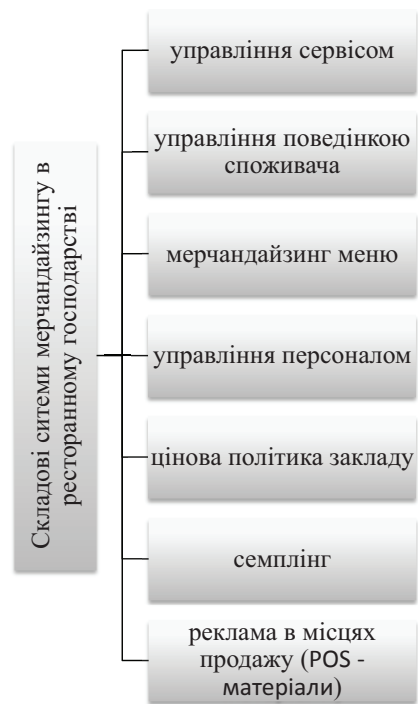 Складові ситеми мерчандайзингу в
ресторанному господарстві
управління сервісом
управління поведінкою
споживача
мерчандайзинг меню
управління персоналом
цінова політика закладу
семплінг
реклама в місцях
продажу (POS -
матеріали)